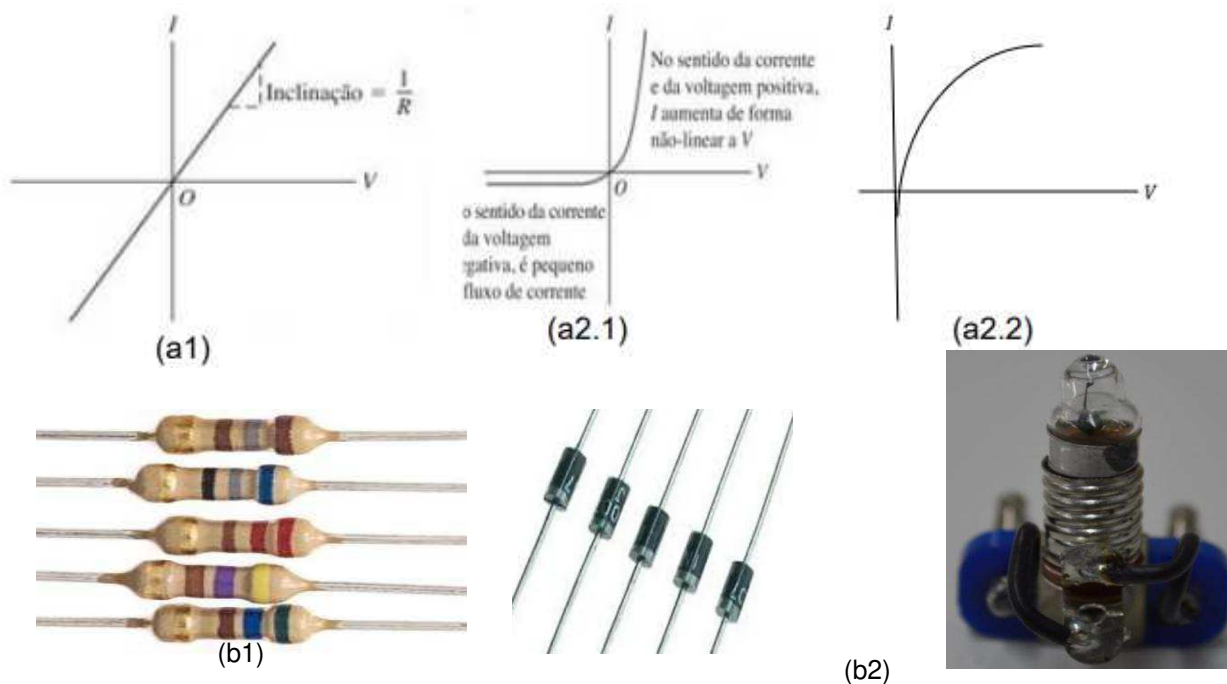 I
Inclinação = 1/R
V
O
(a1)
I
No sentido da corrente
e da voltagem positiva,
I aumenta de forma
não-linear a V
V
O
o sentido da corrente
da voltagem
gativa, é pequeno
fluxo de corrente
(a2.1)
I
V
(a2.2)
(b1)
(b2)